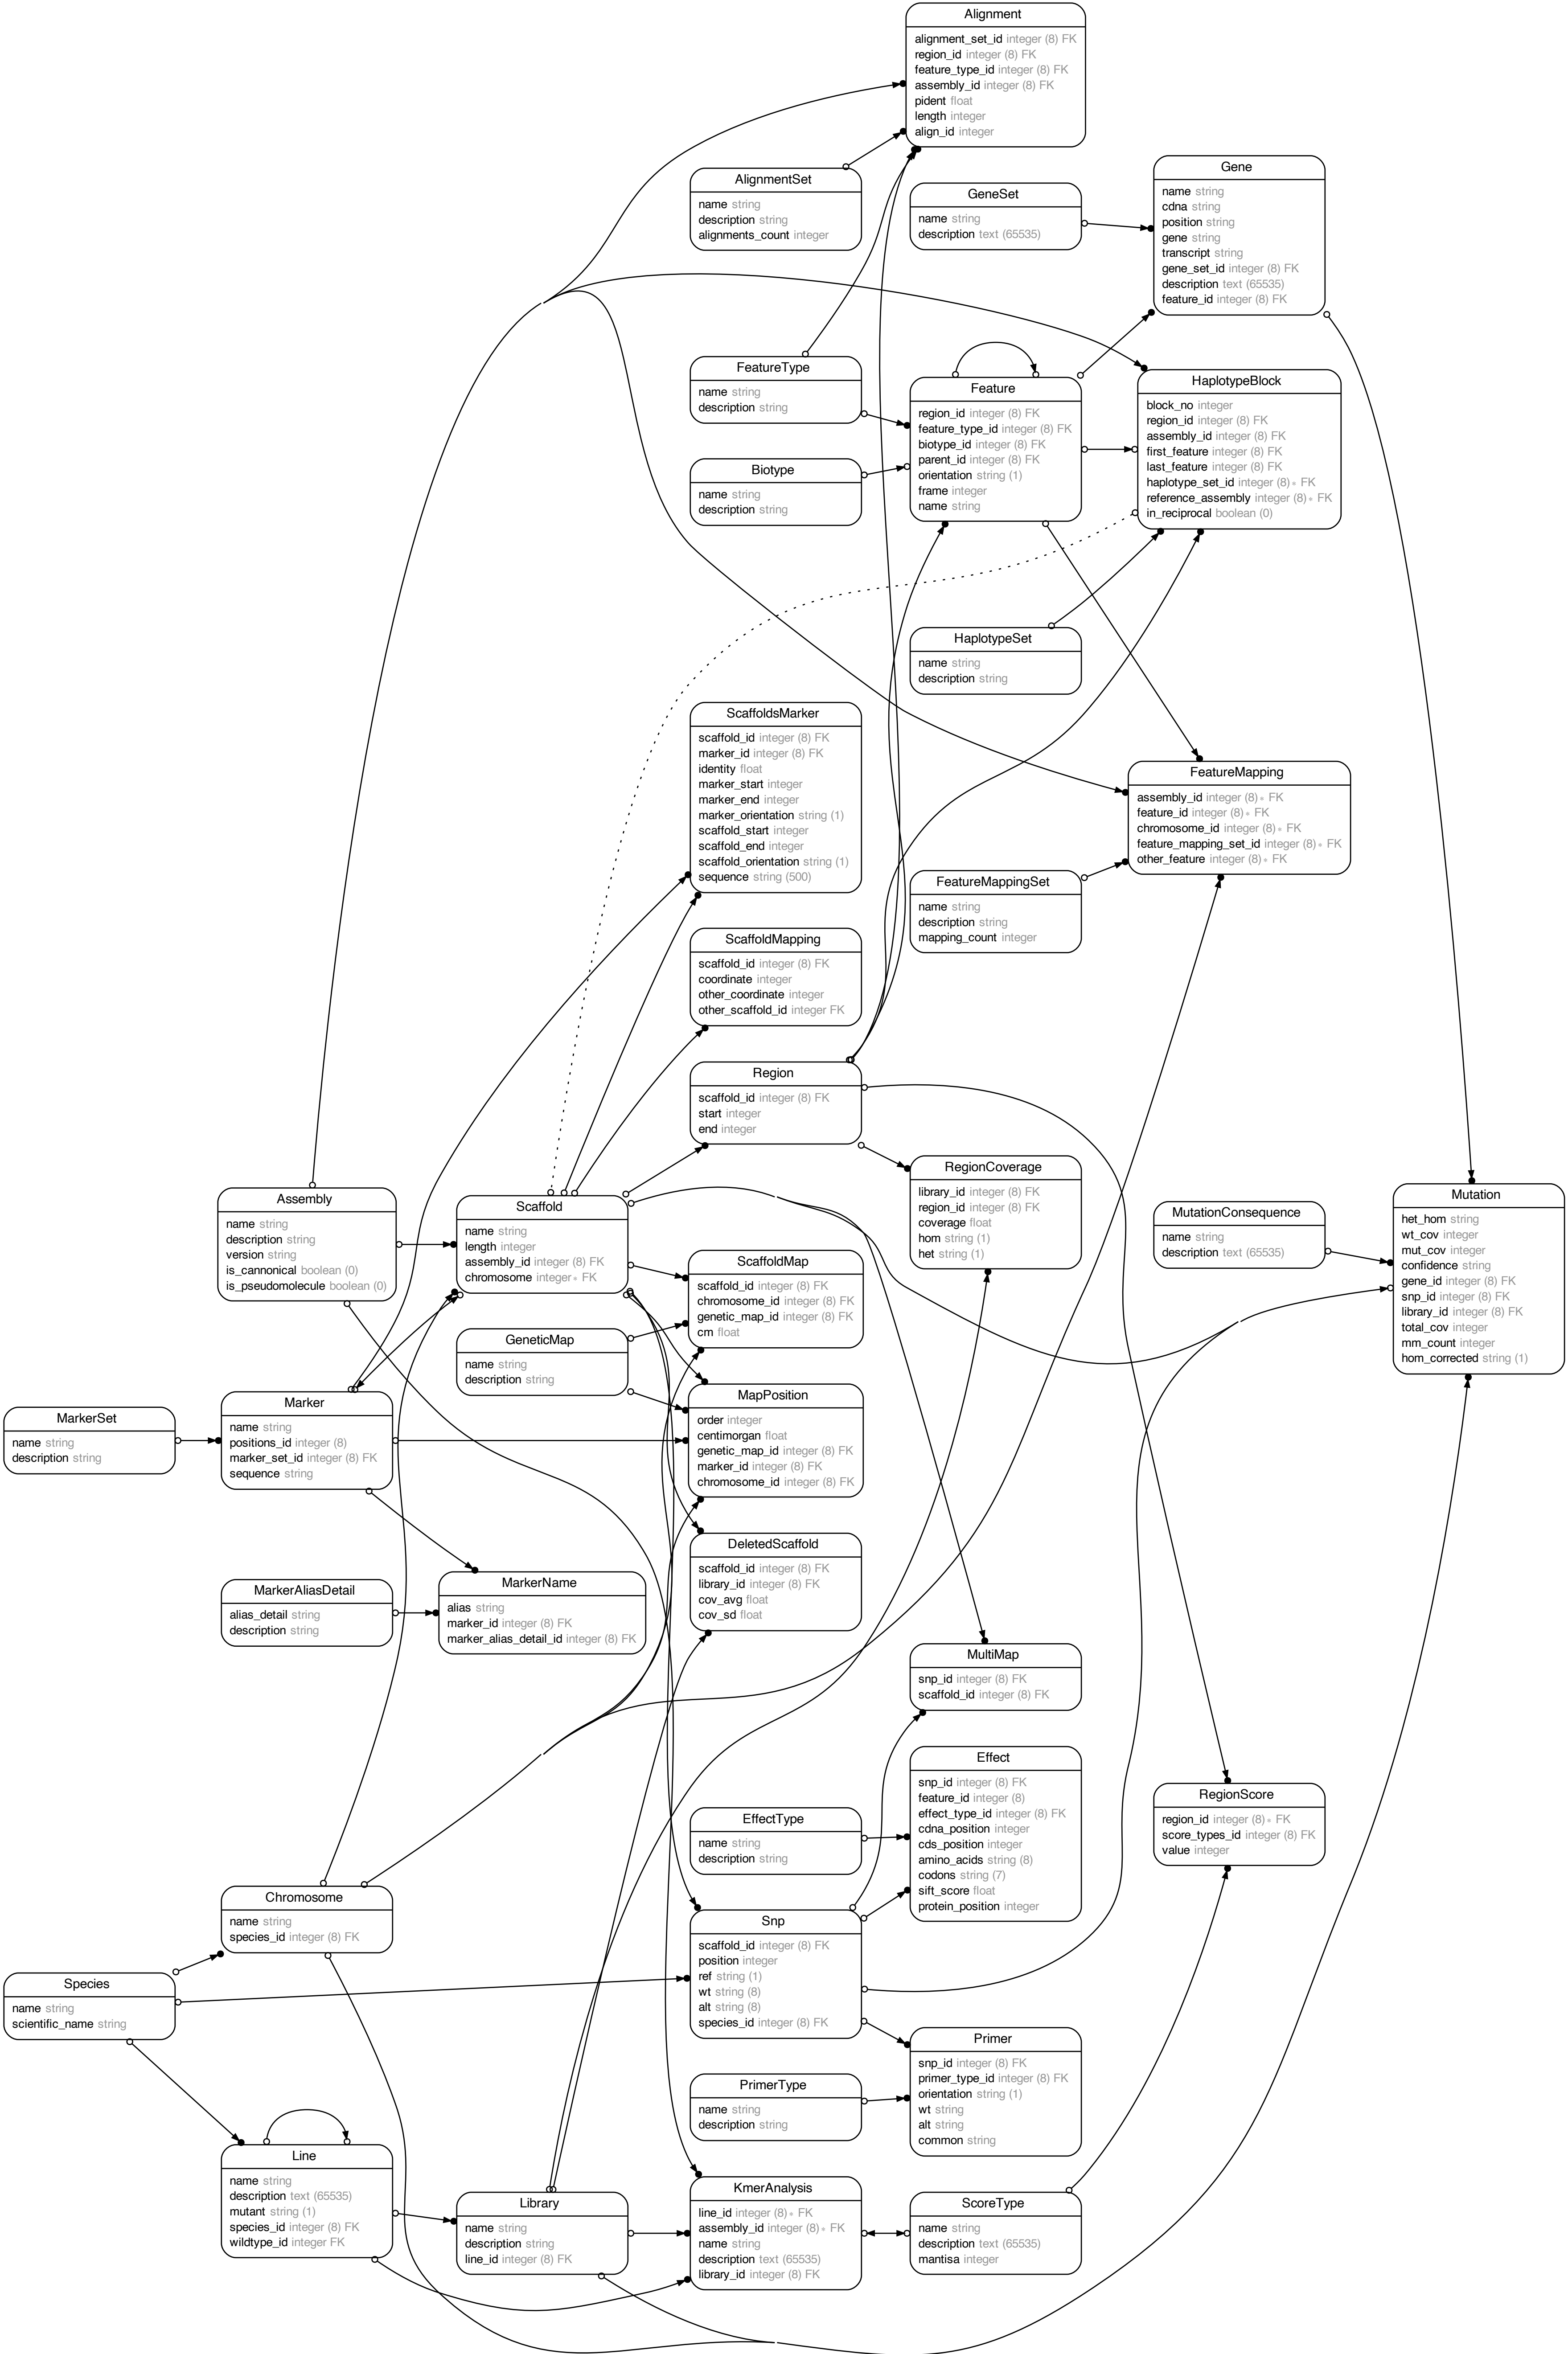 Alignment
alignment_set_id integer (8) FK
region_id integer (8) FK
feature_type_id integer (8) FK
assembly_id integer (8) FK
pident float
length integer
align_id integer
AlignmentSet
name string
description string
alignments_count integer
GeneSet
name string
description text (65535)
Gene
name string
cdna string
position string
gene string
transcript string
gene_set_id integer (8) FK
description text (65535)
feature_id integer (8) FK
FeatureType
name string
description string
Feature
region_id integer (8) FK
feature_type_id integer (8) FK
biotype_id integer (8) FK
parent_id integer (8) FK
orientation string (1)
frame integer
name string
HaplotypeBlock
block_no integer
region_id integer (8) FK
assembly_id integer (8) FK
first_feature integer (8) FK
last_feature integer (8) FK
haplotype_set_id integer (8)∗ FK
reference_assembly integer (8)∗ FK
in_reciprocal boolean (0)
Biotype
name string
description string
HaplotypeSet
name string
description string
ScaffoldsMarker
scaffold_id integer (8) FK
marker_id integer (8) FK
identity float
marker_start integer
marker_end integer
marker_orientation string (1)
scaffold_start integer
scaffold_end integer
scaffold_orientation string (1)
sequence string (500)
FeatureMapping
assembly_id integer (8)∗ FK
feature_id integer (8)∗ FK
chromosome_id integer (8)∗ FK
feature_mapping_set_id integer (8)∗ FK
other_feature integer (8)∗ FK
FeatureMappingSet
name string
description string
mapping_count integer
ScaffoldMapping
scaffold_id integer (8) FK
coordinate integer
other_coordinate integer
other_scaffold_id integer FK
Region
scaffold_id integer (8) FK
start integer
end integer
RegionCoverage
library_id integer (8) FK
region_id integer (8) FK
coverage float
hom string (1)
het string (1)
Assembly
name string
description string
version string
is_cannonical boolean (0)
is_pseudomolecule boolean (0)
Scaffold
name string
length integer
assembly_id integer (8) FK
chromosome integer∗ FK
MutationConsequence
name string
description text (65535)
Mutation
het_hom string
wt_cov integer
mut_cov integer
confidence string
gene_id integer (8) FK
snp_id integer (8) FK
library_id integer (8) FK
total_cov integer
mm_count integer
hom_corrected string (1)
ScaffoldMap
scaffold_id integer (8) FK
chromosome_id integer (8) FK
genetic_map_id integer (8) FK
cm float
GeneticMap
name string
description string
MapPosition
order integer
centimorgan float
genetic_map_id integer (8) FK
marker_id integer (8) FK
chromosome_id integer (8) FK
MarkerSet
name string
description string
Marker
name string
positions_id integer (8)
marker_set_id integer (8) FK
sequence string
DeletedScaffold
scaffold_id integer (8) FK
library_id integer (8) FK
cov_avg float
cov_sd float
MarkerAliasDetail
alias_detail string
description string
MarkerName
alias string
marker_id integer (8) FK
marker_alias_detail_id integer (8) FK
MultiMap
snp_id integer (8) FK
scaffold_id integer (8) FK
Effect
snp_id integer (8) FK
feature_id integer (8)
effect_type_id integer (8) FK
cdna_position integer
cds_position integer
amino_acids string (8)
codons string (7)
sift_score float
protein_position integer
EffectType
name string
description string
RegionScore
region_id integer (8)∗ FK
score_types_id integer (8) FK
value integer
Chromosome
name string
species_id integer (8) FK
Snp
scaffold_id integer (8) FK
position integer
ref string (1)
wt string (8)
alt string (8)
species_id integer (8) FK
Species
name string
scientific_name string
Primer
snp_id integer (8) FK
primer_type_id integer (8) FK
orientation string (1)
wt string
alt string
common string
PrimerType
name string
description string
Line
name string
description text (65535)
mutant string (1)
species_id integer (8) FK
wildtype_id integer FK
Library
name string
description string
line_id integer (8) FK
KmerAnalysis
line_id integer (8)∗ FK
assembly_id integer (8)∗ FK
name string
description text (65535)
library_id integer (8) FK
ScoreType
name string
description text (65535)
mantisa integer